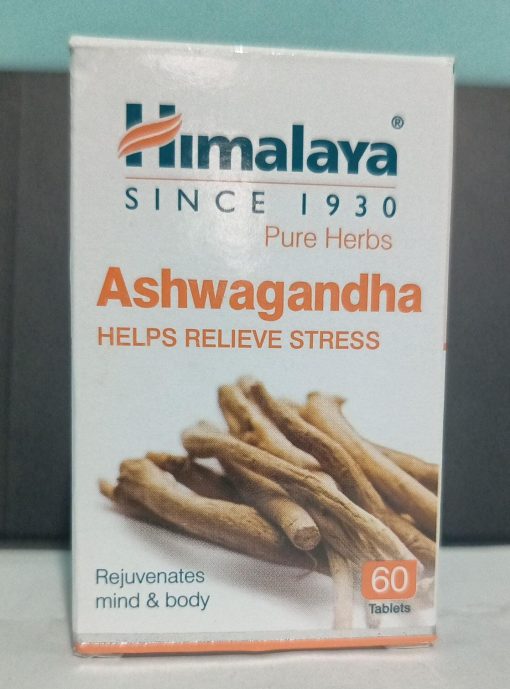 Himalaya®
SINCE 1930
Pure Herbs
Ashwagandha
HELPS RELIEVE STRESS
Rejuvenates
mind & body
60
Tablets